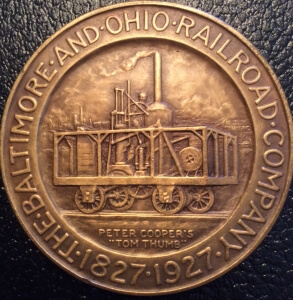 ·THE·BALTIMORE·AND·OHIO·RAILROAD·COMPANY·
1827·1927
PETER COOPER'S
"TOM THUMB"